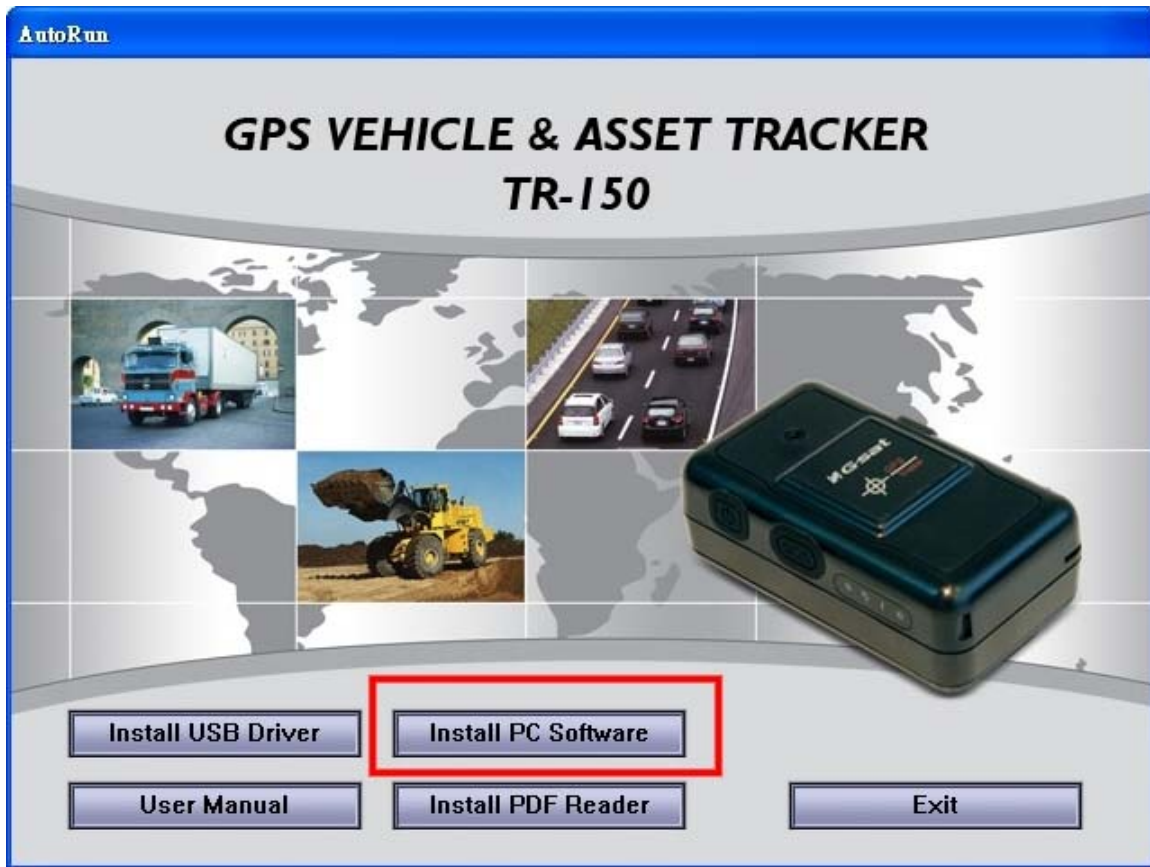 AutoRun
GPS VEHICLE & ASSET TRACKER
TR-150
Gsat
Install USB Driver
Install PC Software
User Manual
Install PDF Reader
Exit